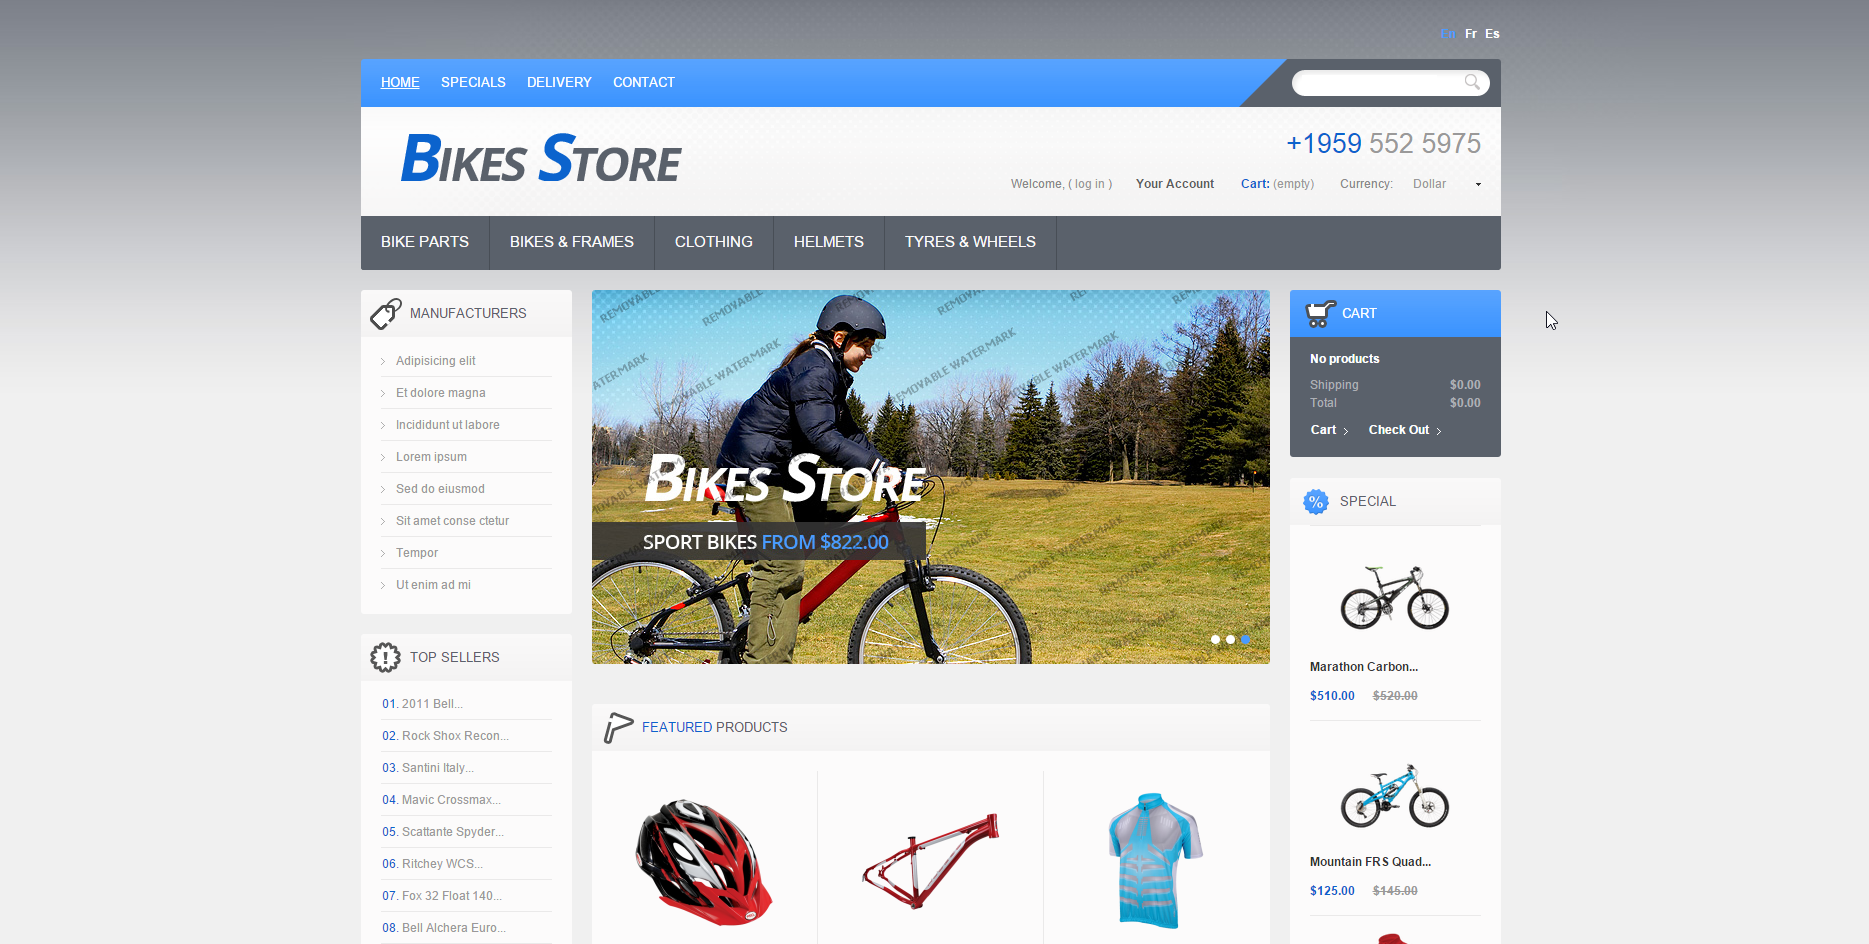 En Fr Es
HOME SPECIALS DELIVERY CONTACT
BIKES STORE
+1959 552 5975
Welcome, ( log in ) Your Account Cart: (empty) Currency: Dollar
BIKE PARTS BIKES & FRAMES CLOTHING HELMETS TYRES & WHEELS
MANUFACTURERS
Adipisicing elit
Et dolore magna
Incididunt ut labore
Lorem ipsum
Sed do eiusmod
Sit amet conse ctetur
Tempor
Ut enim ad mi
TOP SELLERS
01. 2011 Bell...
02. Rock Shox Recon...
03. Santini Italy...
04. Mavic Crossmax...
05. Scattante Spyder...
06. Ritchey WCS...
07. Fox 32 Float 140...
08. Bell Alchera Euro...
REMOVABLE WATERMARK
BIKES STORE
SPORT BIKES FROM $822.00
FEATURED PRODUCTS
CART
No products
Shipping $0.00
Total $0.00
Cart Check Out
% SPECIAL
Marathon Carbon...
$510.00 $520.00
Mountain FRS Quad...
$125.00 $145.00